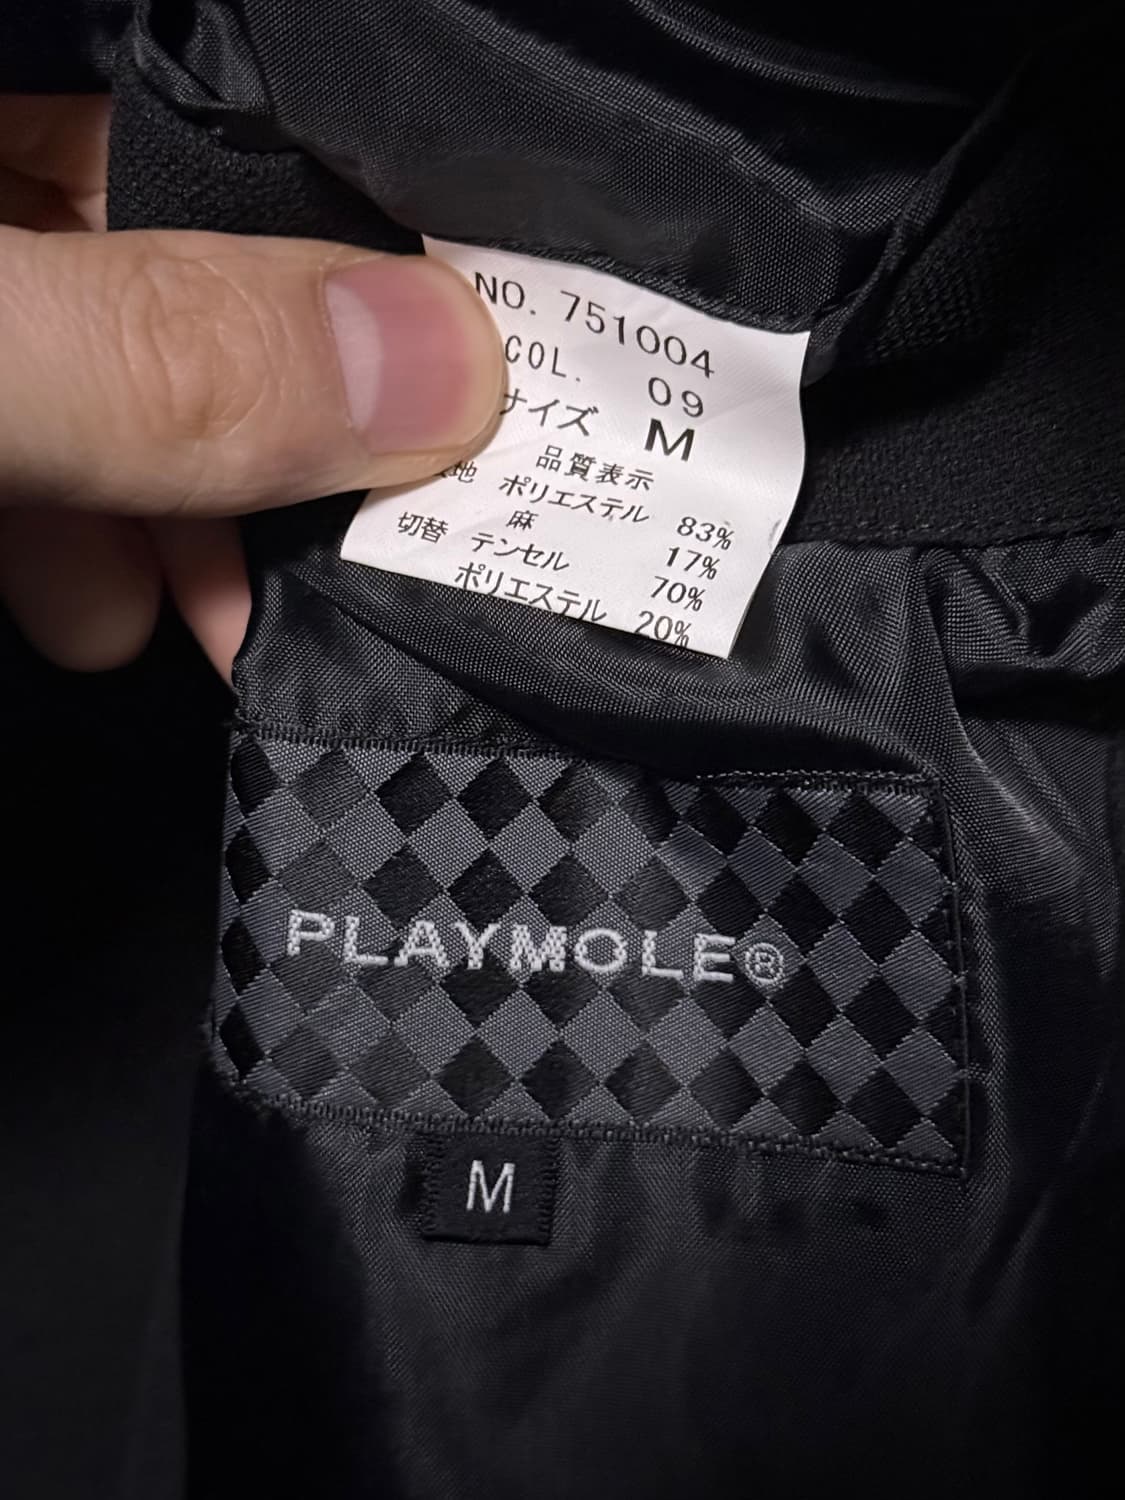 NO. 751004
COL. 09
サイズ M
品質表示
地 ポリエステル 83%
麻 17%
切替 テンセル 70%
ポリエステル 20%
PLAYMOLE®
M